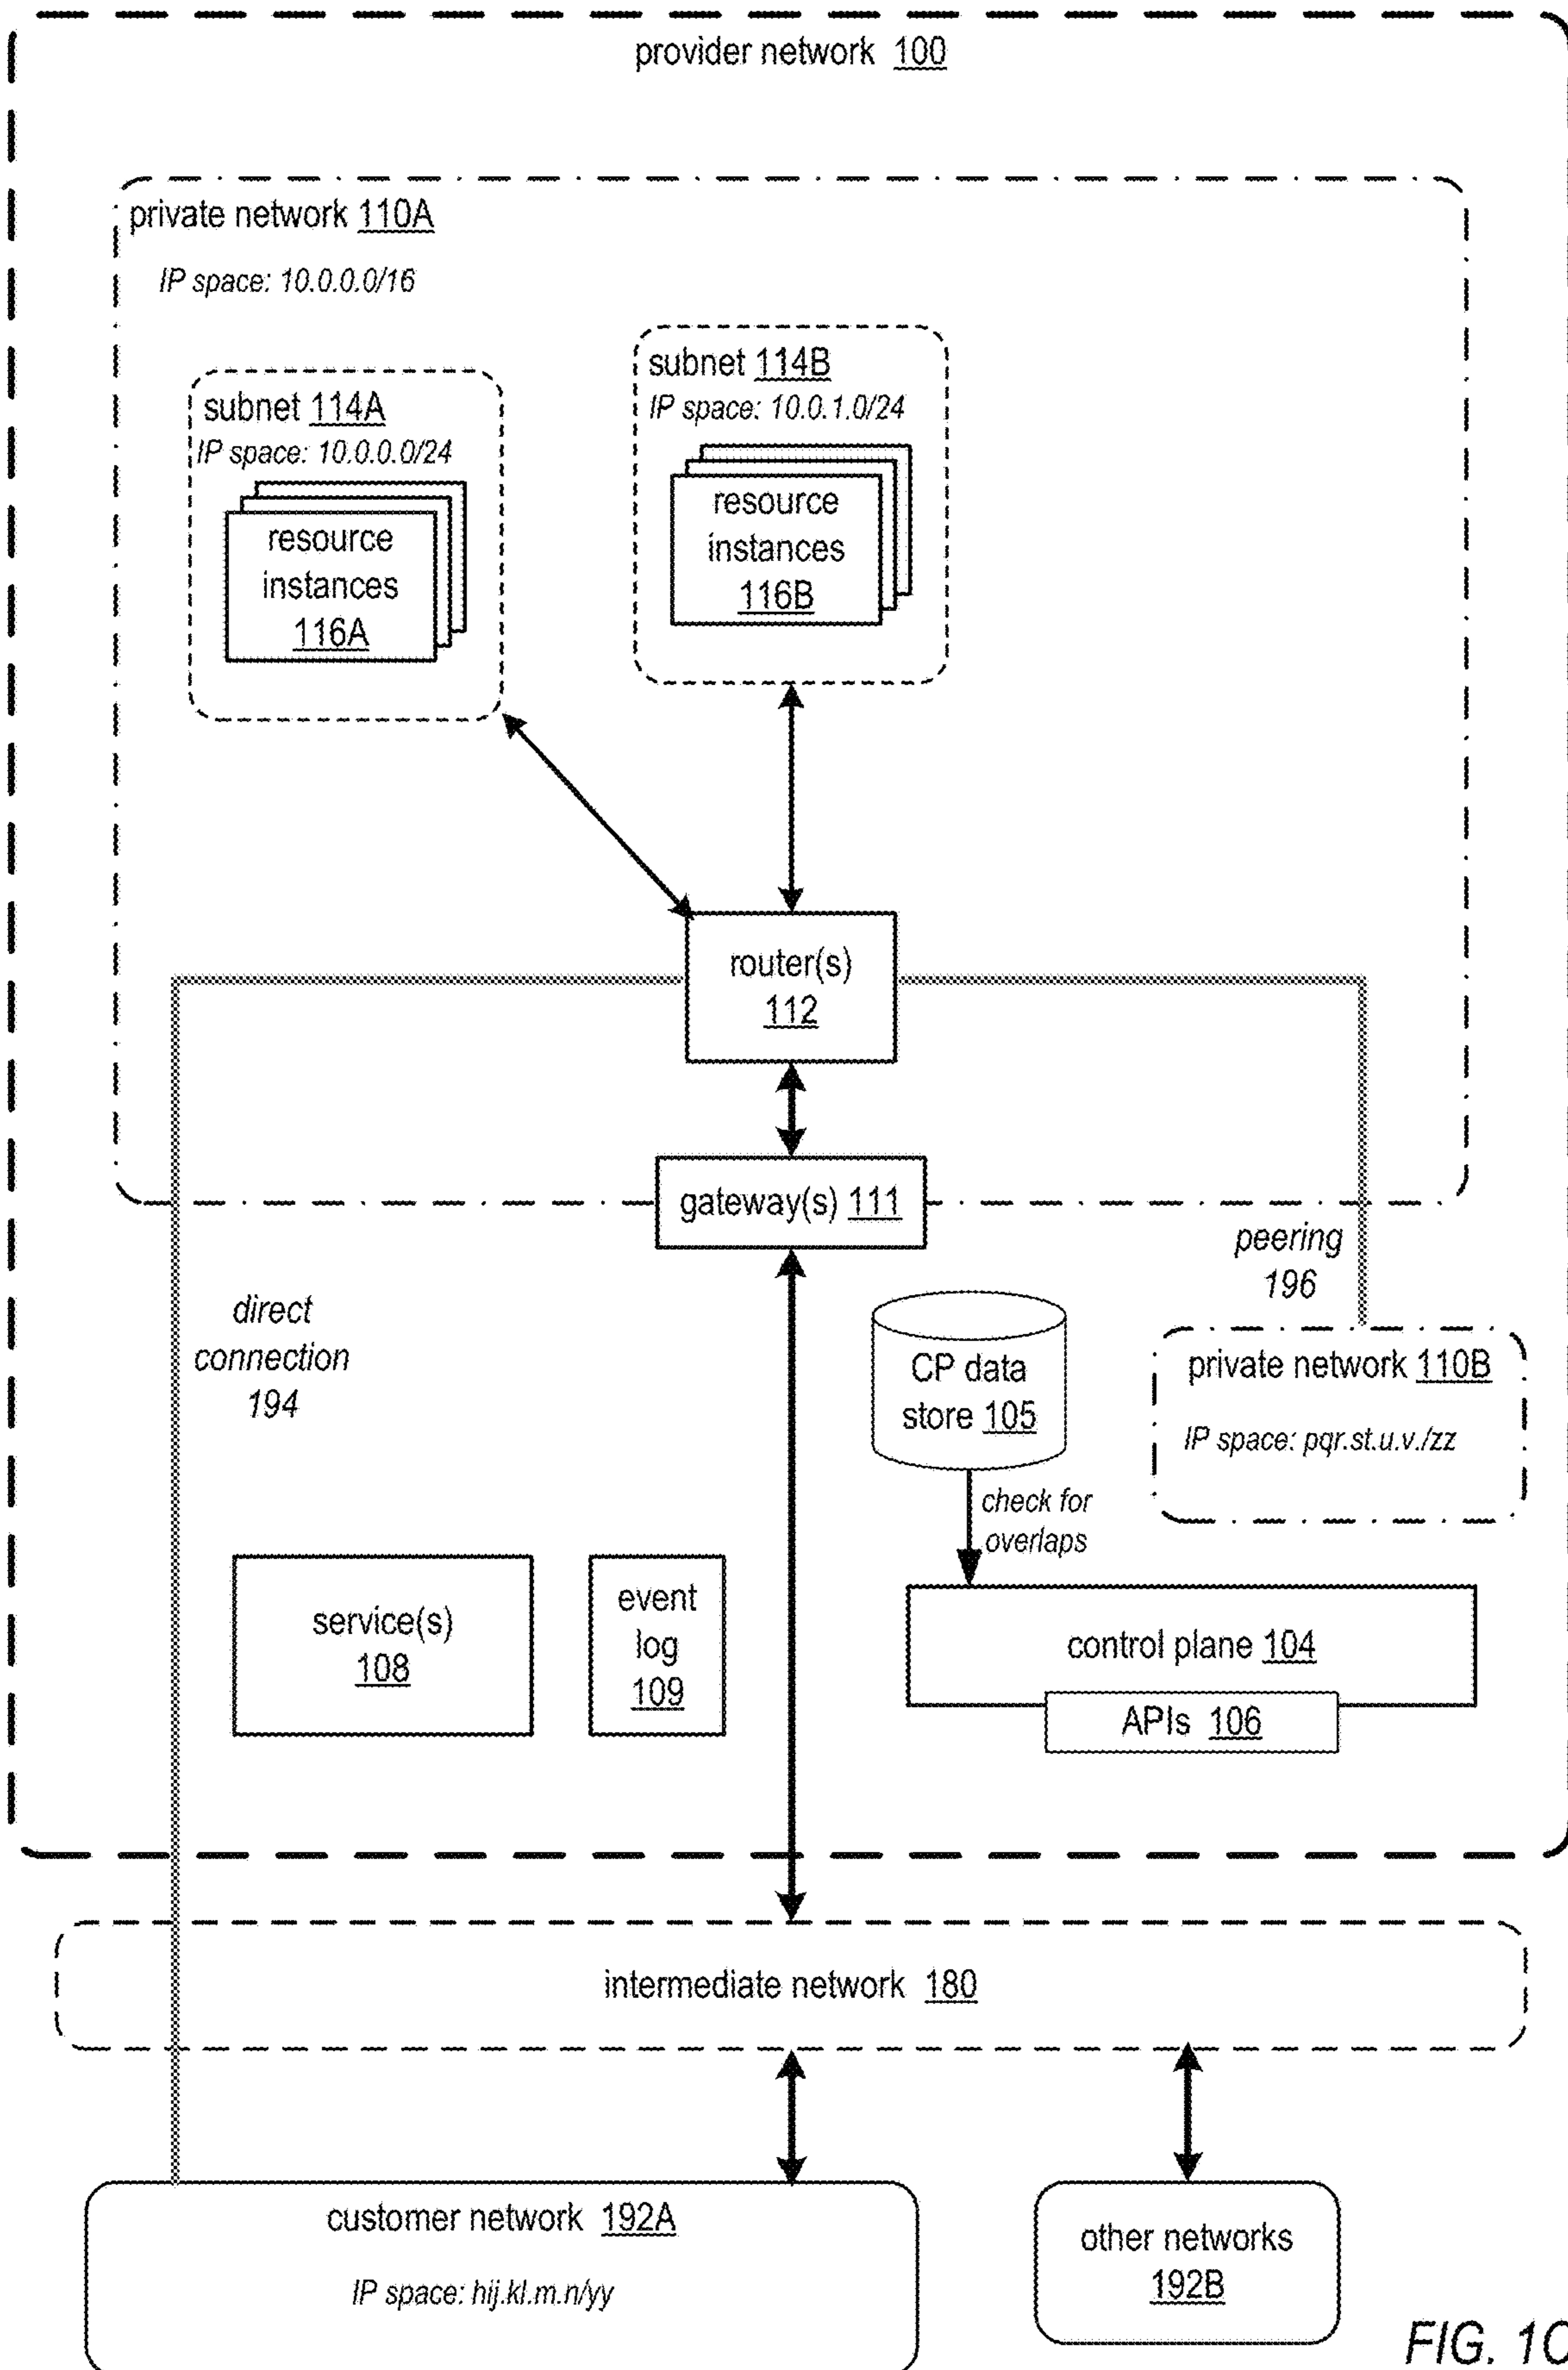 provider network 100
private network 110A
IP space: 10.0.0.0/16
subnet 114A
IP space: 10.0.0.0/24
resource
instances
116A
subnet 114B
IP space: 10.0.1.0/24
resource
instances
116B
router(s)
112
gateway(s) 111
peering
196
direct
connection
194
CP data
store 105
private network 110B
IP space: pqr.st.u.v./zz
check for
overlaps
service(s)
108
event
log
109
control plane 104
APIs 106
intermediate network 180
customer network 192A
IP space: hij.kl.m.n/yy
other networks
192B
FIG. 1C